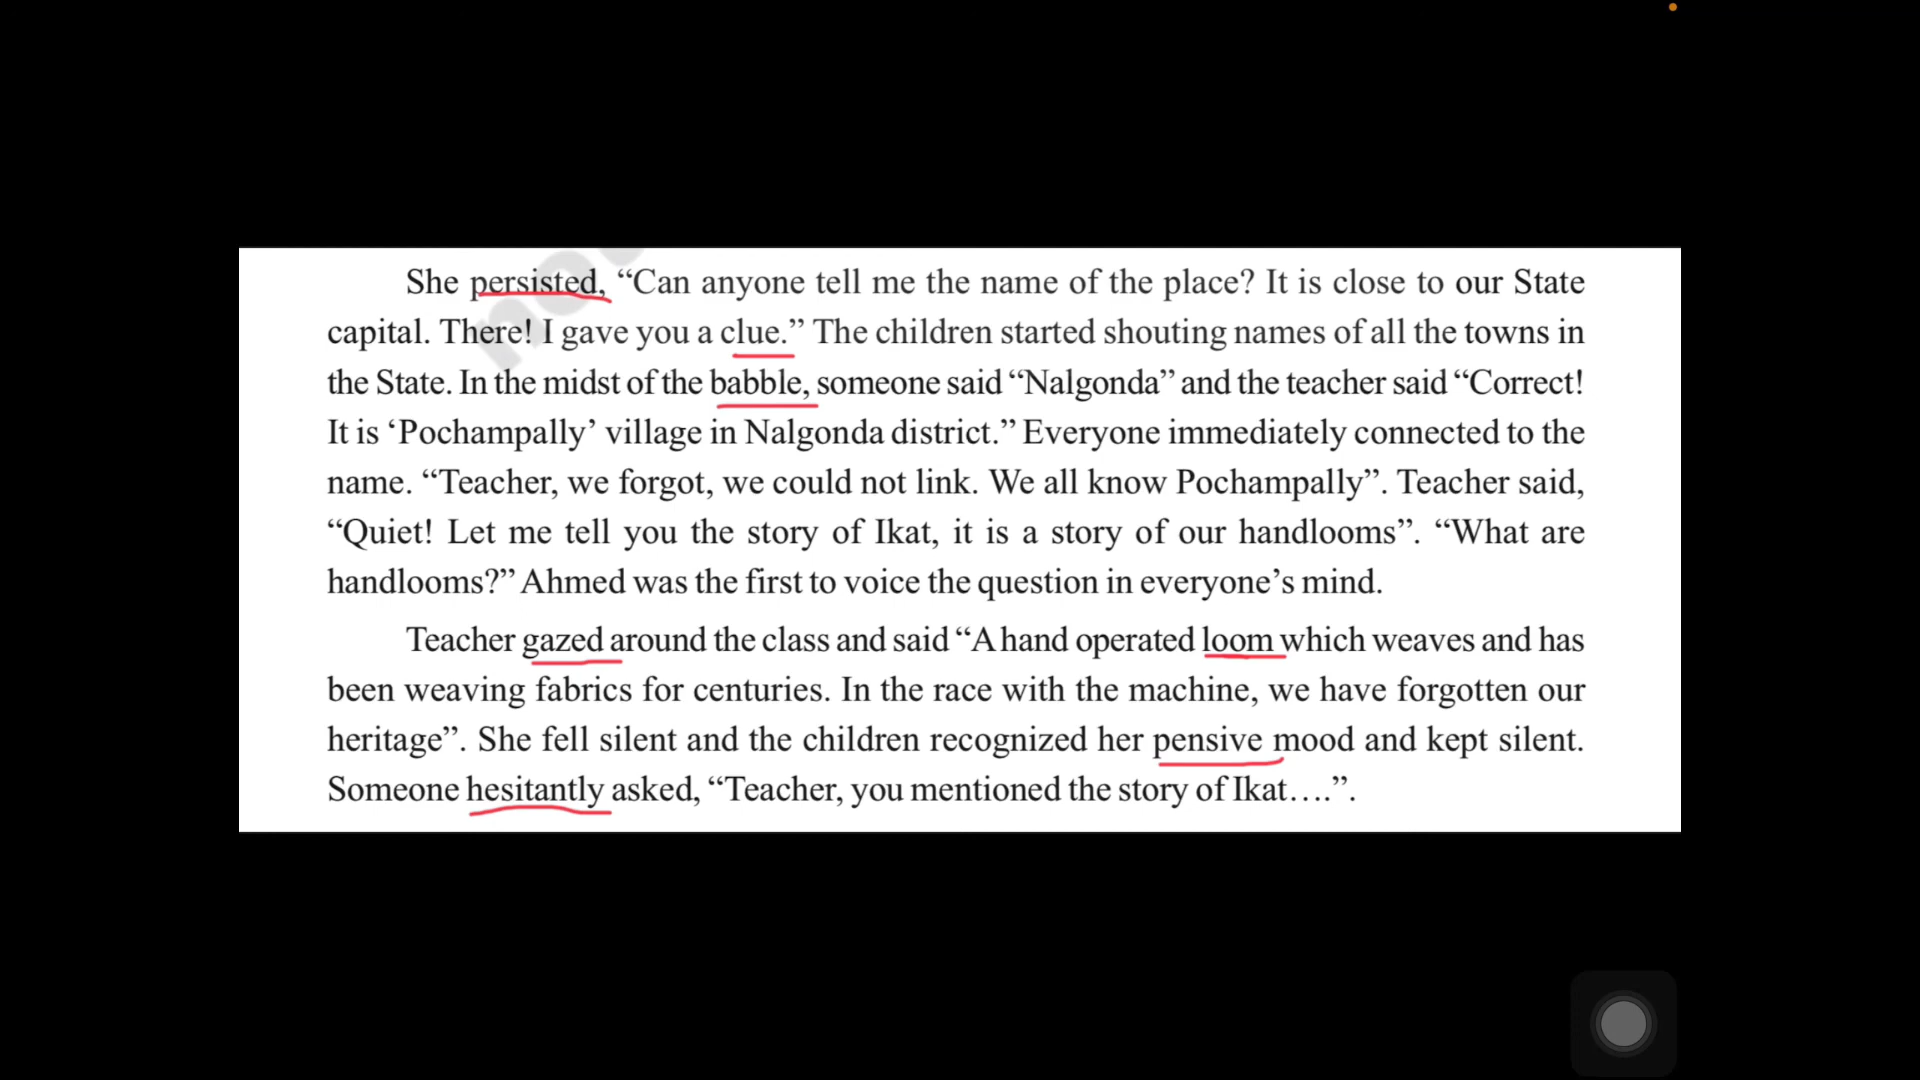 She persisted, “Can anyone tell me the name of the place? It is close to our State
capital. There! I gave you a clue.” The children started shouting names of all the towns in
the State. In the midst of the babble, someone said “Nalgonda” and the teacher said “Correct!
It is ‘Pochampally’ village in Nalgonda district.” Everyone immediately connected to the
name. “Teacher, we forgot, we could not link. We all know Pochampally”. Teacher said,
“Quiet! Let me tell you the story of Ikat, it is a story of our handlooms”. “What are
handlooms?” Ahmed was the first to voice the question in everyone’s mind.
Teacher gazed around the class and said “A hand operated loom which weaves and has
been weaving fabrics for centuries. In the race with the machine, we have forgotten our
heritage”. She fell silent and the children recognized her pensive mood and kept silent.
Someone hesitantly asked, “Teacher, you mentioned the story of Ikat….”.